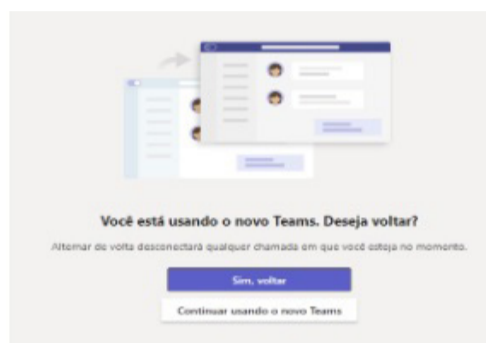 Você está usando o novo Teams. Deseja voltar?
Alternar de volta desconectará qualquer chamada em que você esteja no momento.
Sim, voltar
Continuar usando o novo Teams